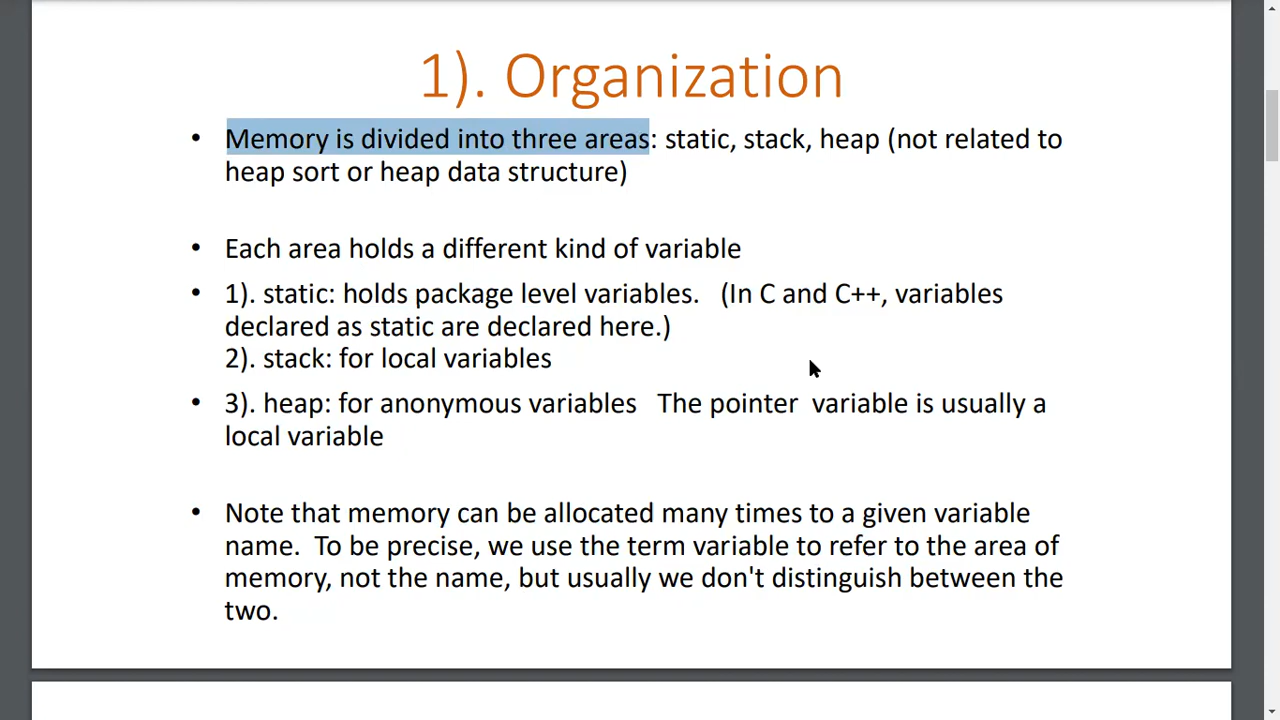 1). Organization
• Memory is divided into three areas: static, stack, heap (not related to
heap sort or heap data structure)
• Each area holds a different kind of variable
• 1). static: holds package level variables.   (In C and C++, variables
declared as static are declared here.)
2). stack: for local variables
• 3). heap: for anonymous variables   The pointer  variable is usually a
local variable
• Note that memory can be allocated many times to a given variable
name.  To be precise, we use the term variable to refer to the area of
memory, not the name, but usually we don't distinguish between the
two.